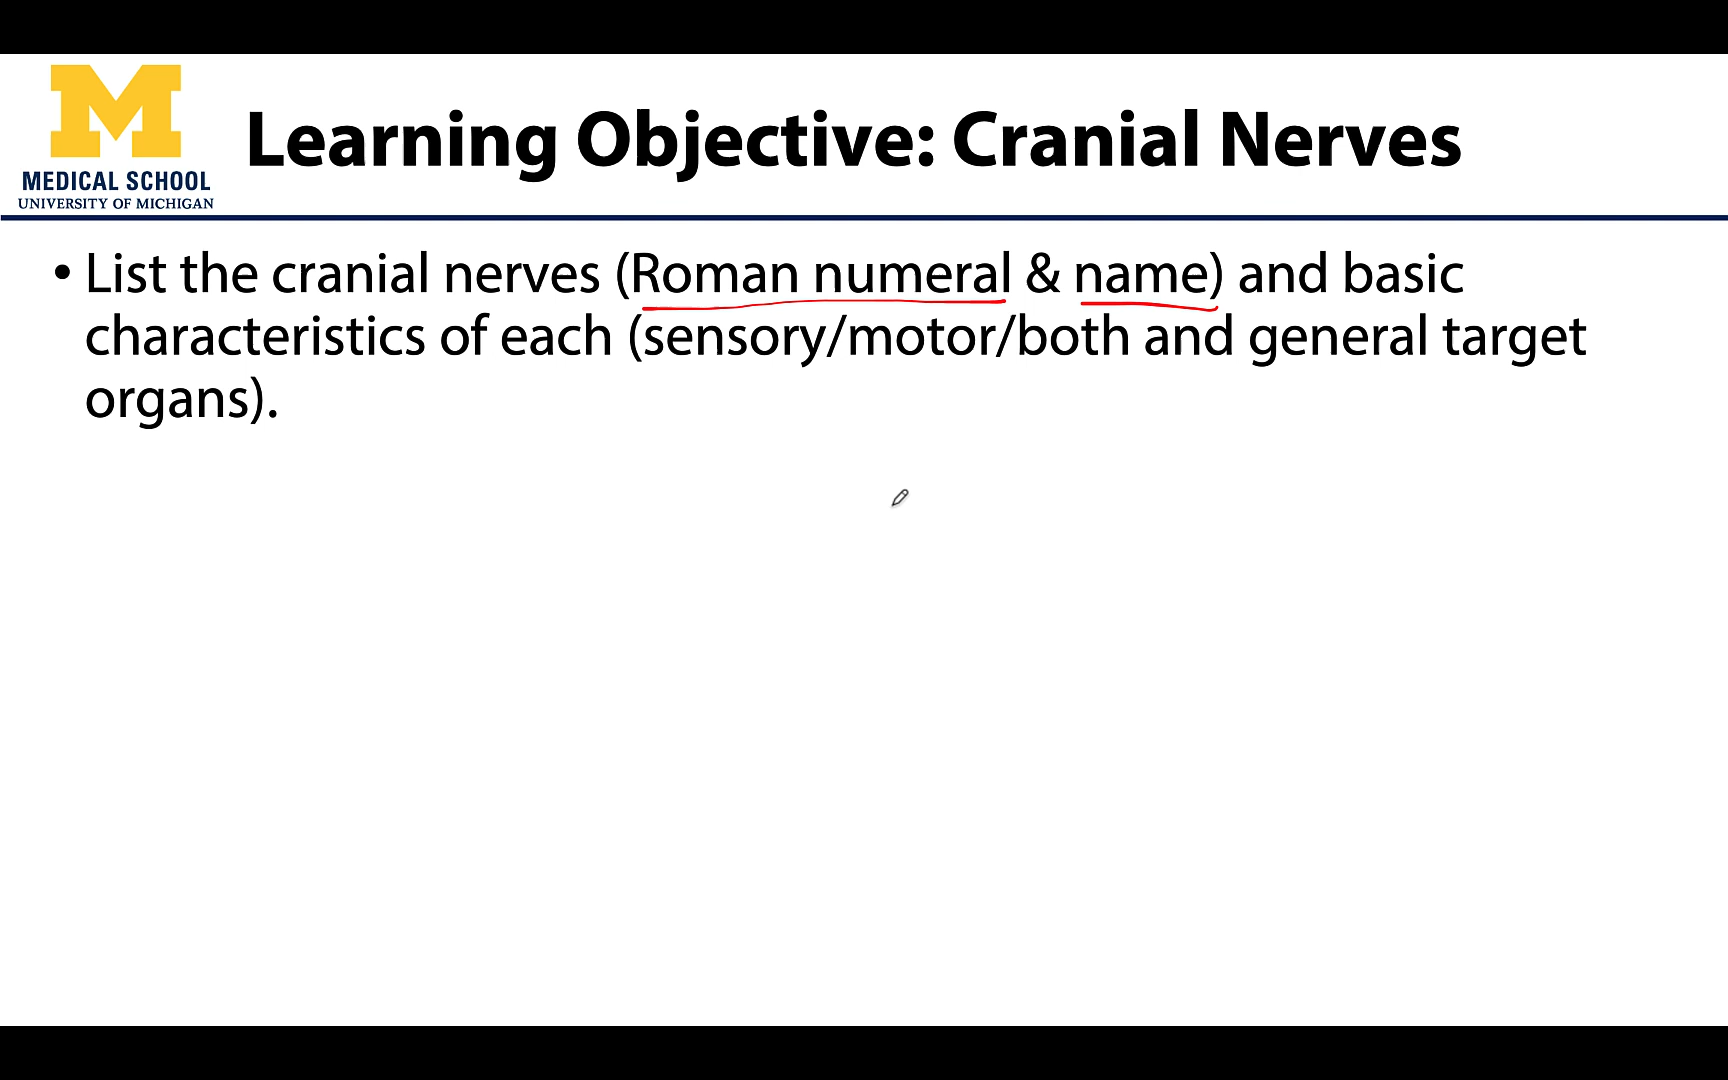 MEDICAL SCHOOL
UNIVERSITY OF MICHIGAN
Learning Objective: Cranial Nerves
• List the cranial nerves (Roman numeral & name) and basic
characteristics of each (sensory/motor/both and general target
organs).